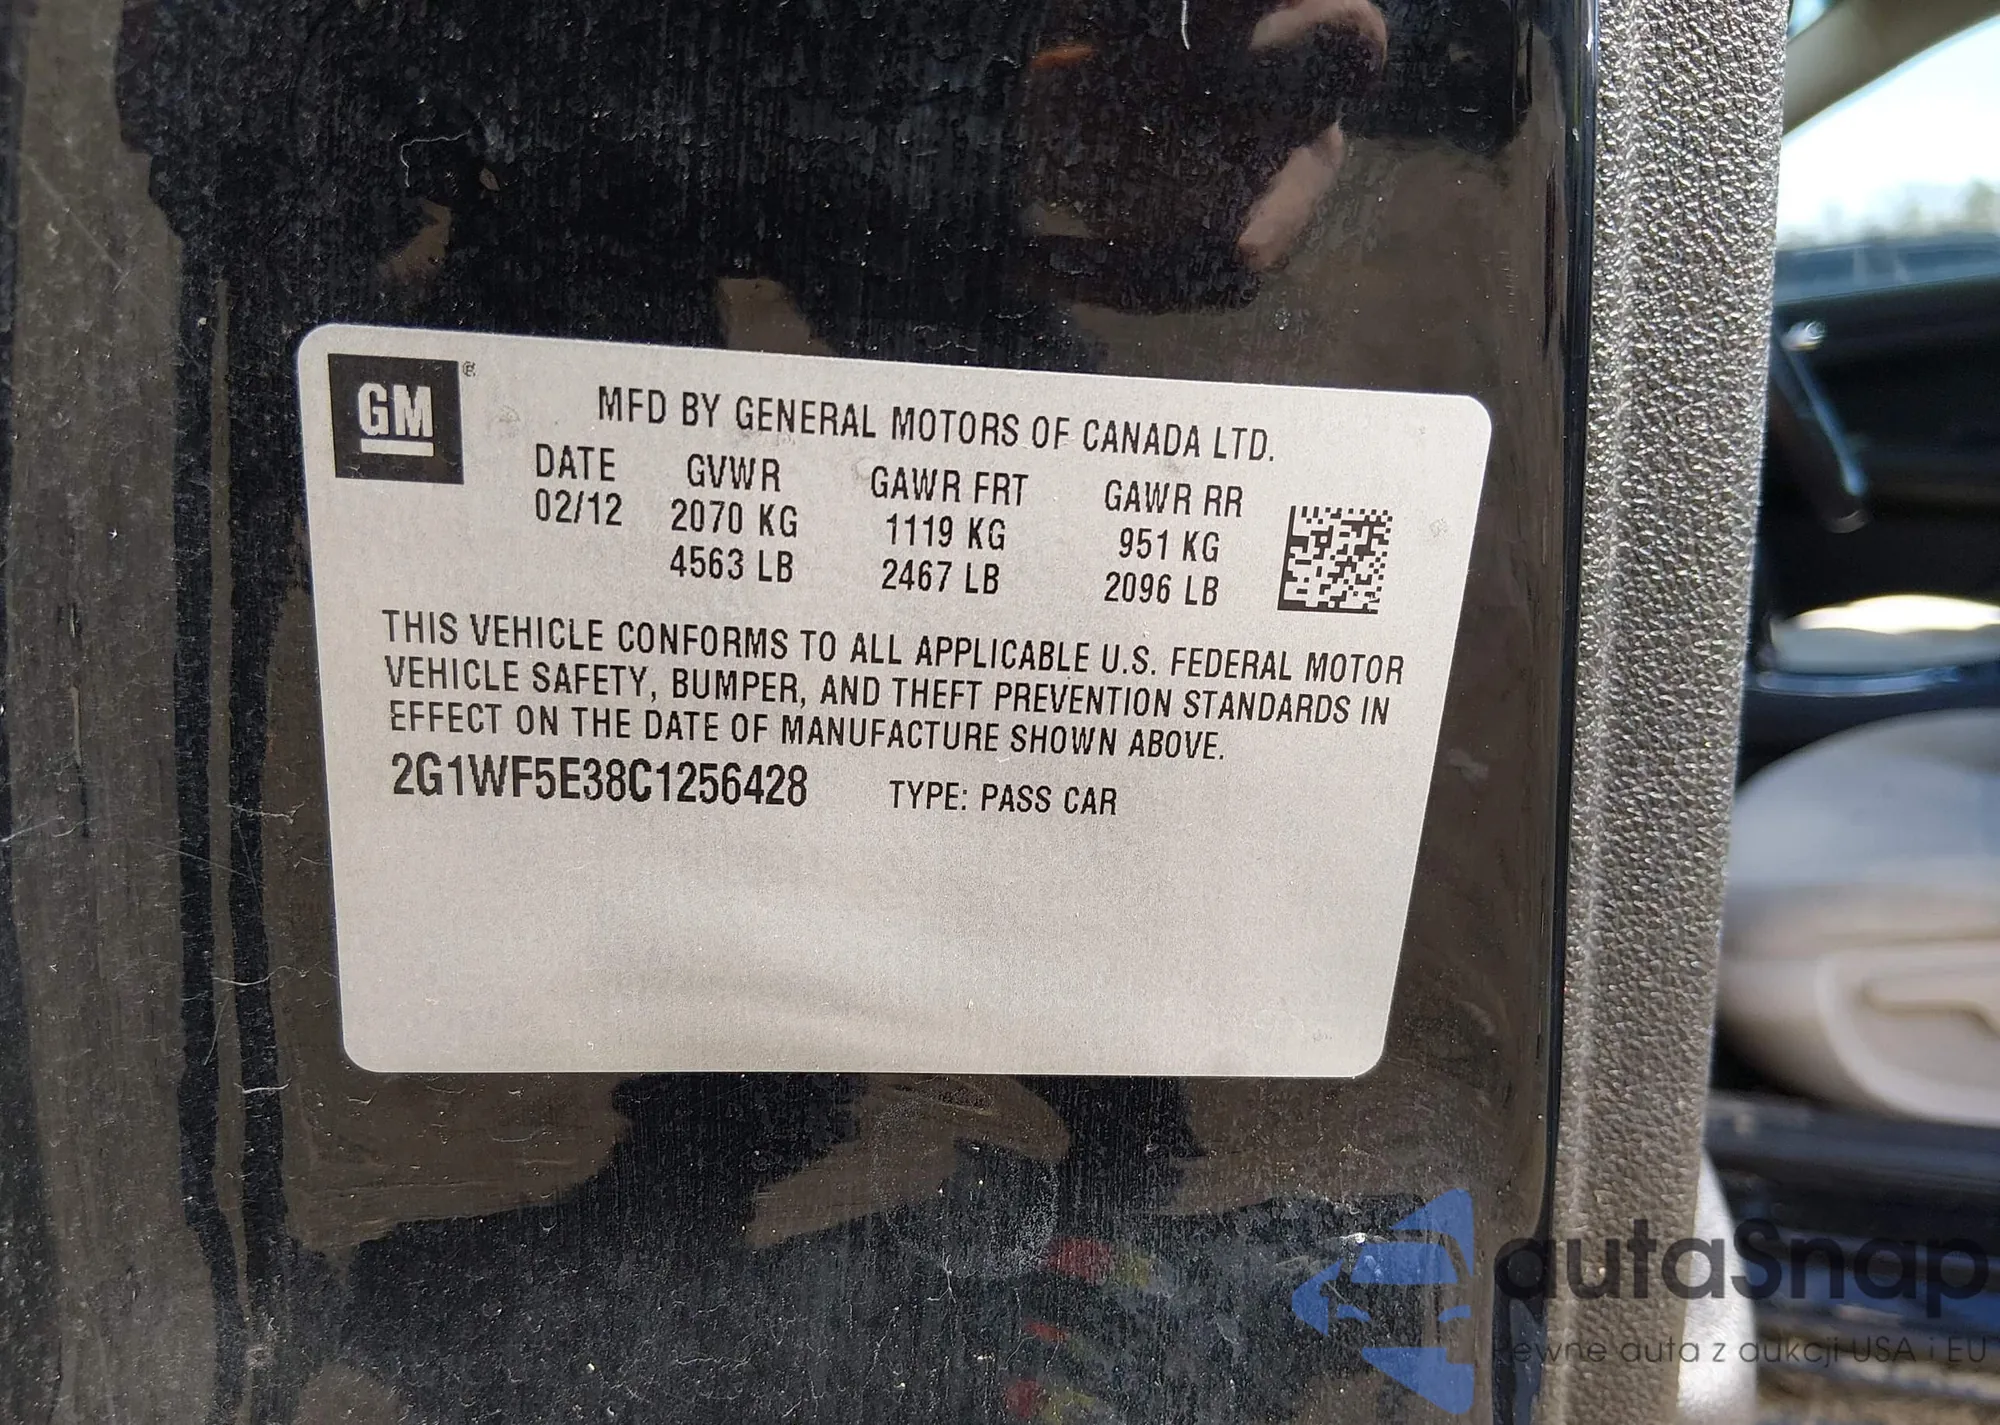 GM ®
MFD BY GENERAL MOTORS OF CANADA LTD.
DATE GVWR GAWR FRT GAWR RR
02/12 2070 KG 1119 KG 951 KG
4563 LB 2467 LB 2096 LB
THIS VEHICLE CONFORMS TO ALL APPLICABLE U.S. FEDERAL MOTOR
VEHICLE SAFETY, BUMPER, AND THEFT PREVENTION STANDARDS IN
EFFECT ON THE DATE OF MANUFACTURE SHOWN ABOVE.
2G1WF5E38C1256428 TYPE: PASS CAR
autaSnap
Pewne auta z aukcji USA i EU